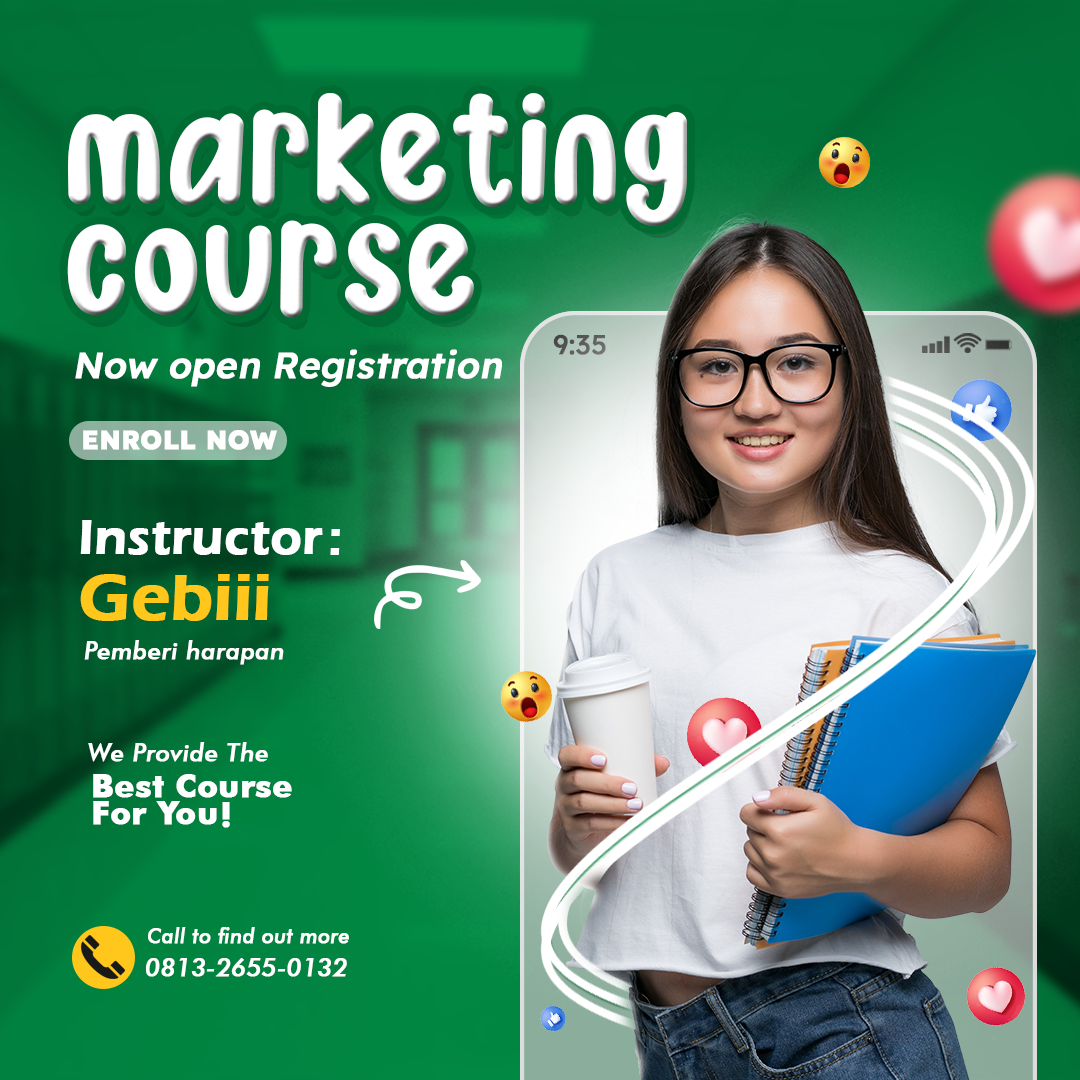 marketing
course
Now open Registration
ENROLL NOW
9:35
Instructor:
Gebiii
Pemberi harapan
We Provide The
Best Course
For You!
Call to find out more
0813-2655-0132